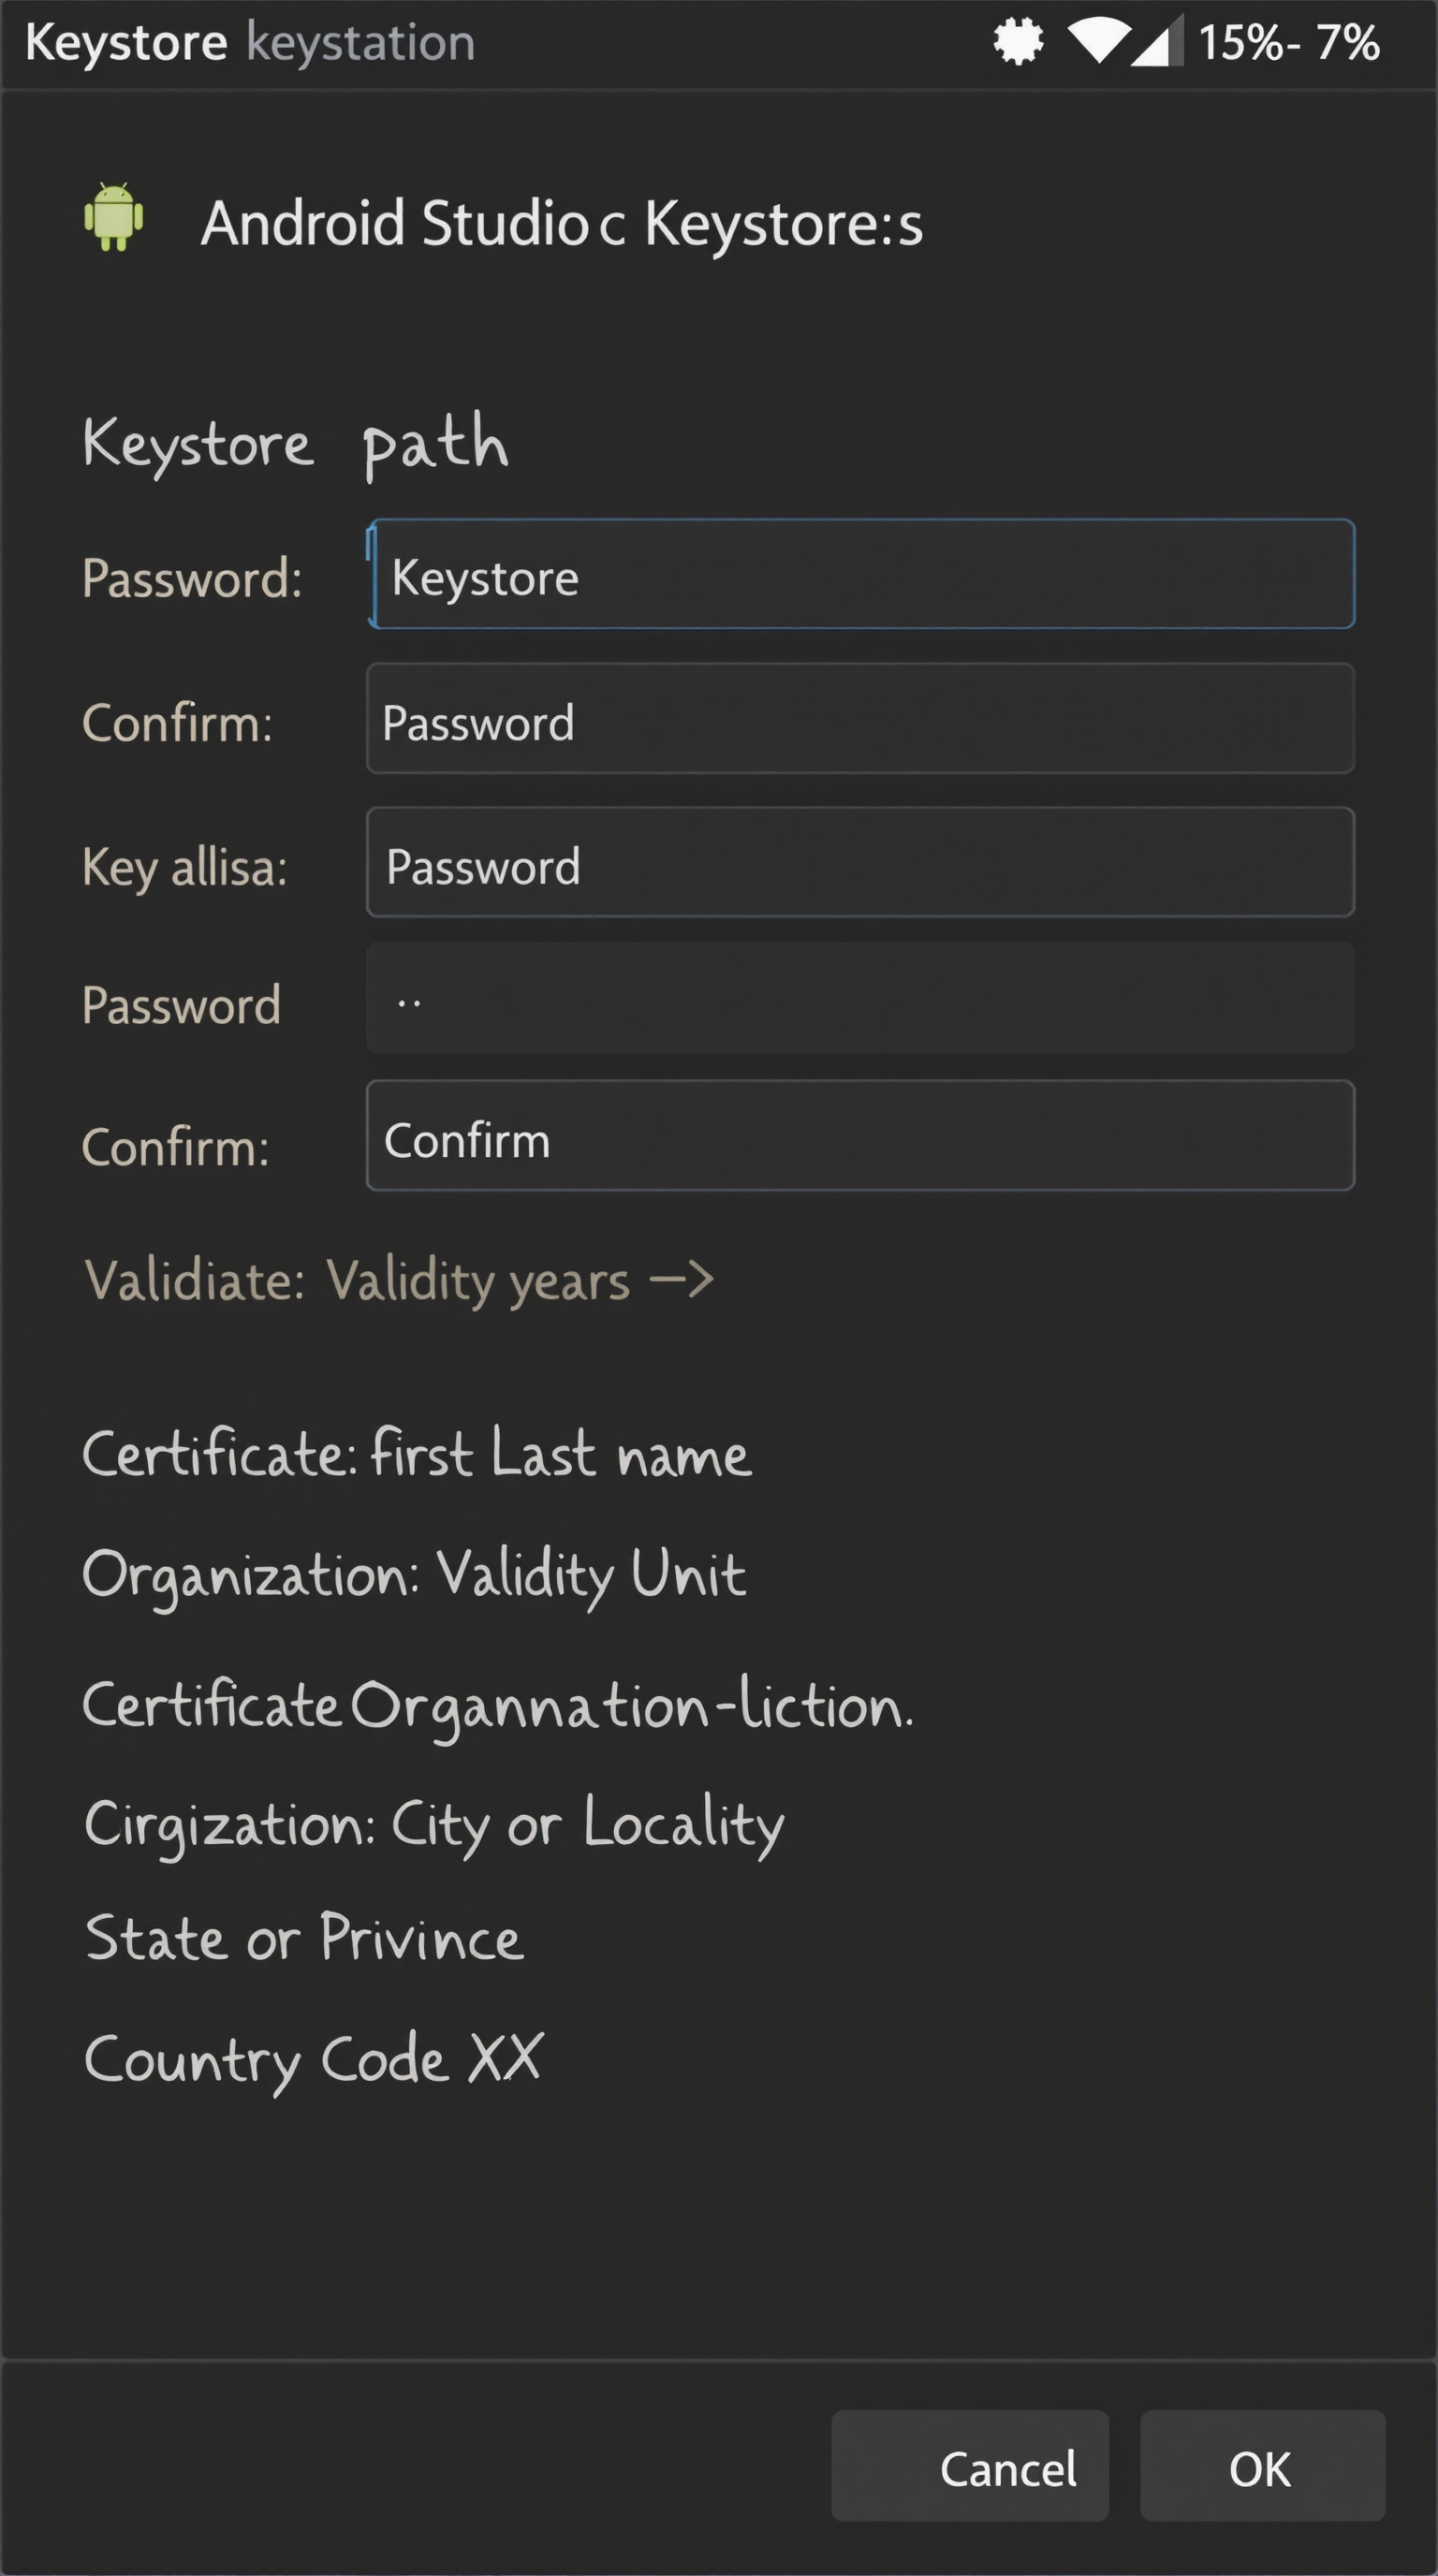 Keystore keystation 15%- 7%
Android Studio c Keystore:s
Keystore path
Password: Keystore
Confirm: Password
Key allisa: Password
Password ··
Confirm: Confirm
Validiate: Validity years →
Certificate: first Last name
Organization: Validity Unit
Certificate Organnation-liction.
Cirgization: City or Locality
State or Privince
Country Code XX
Cancel OK